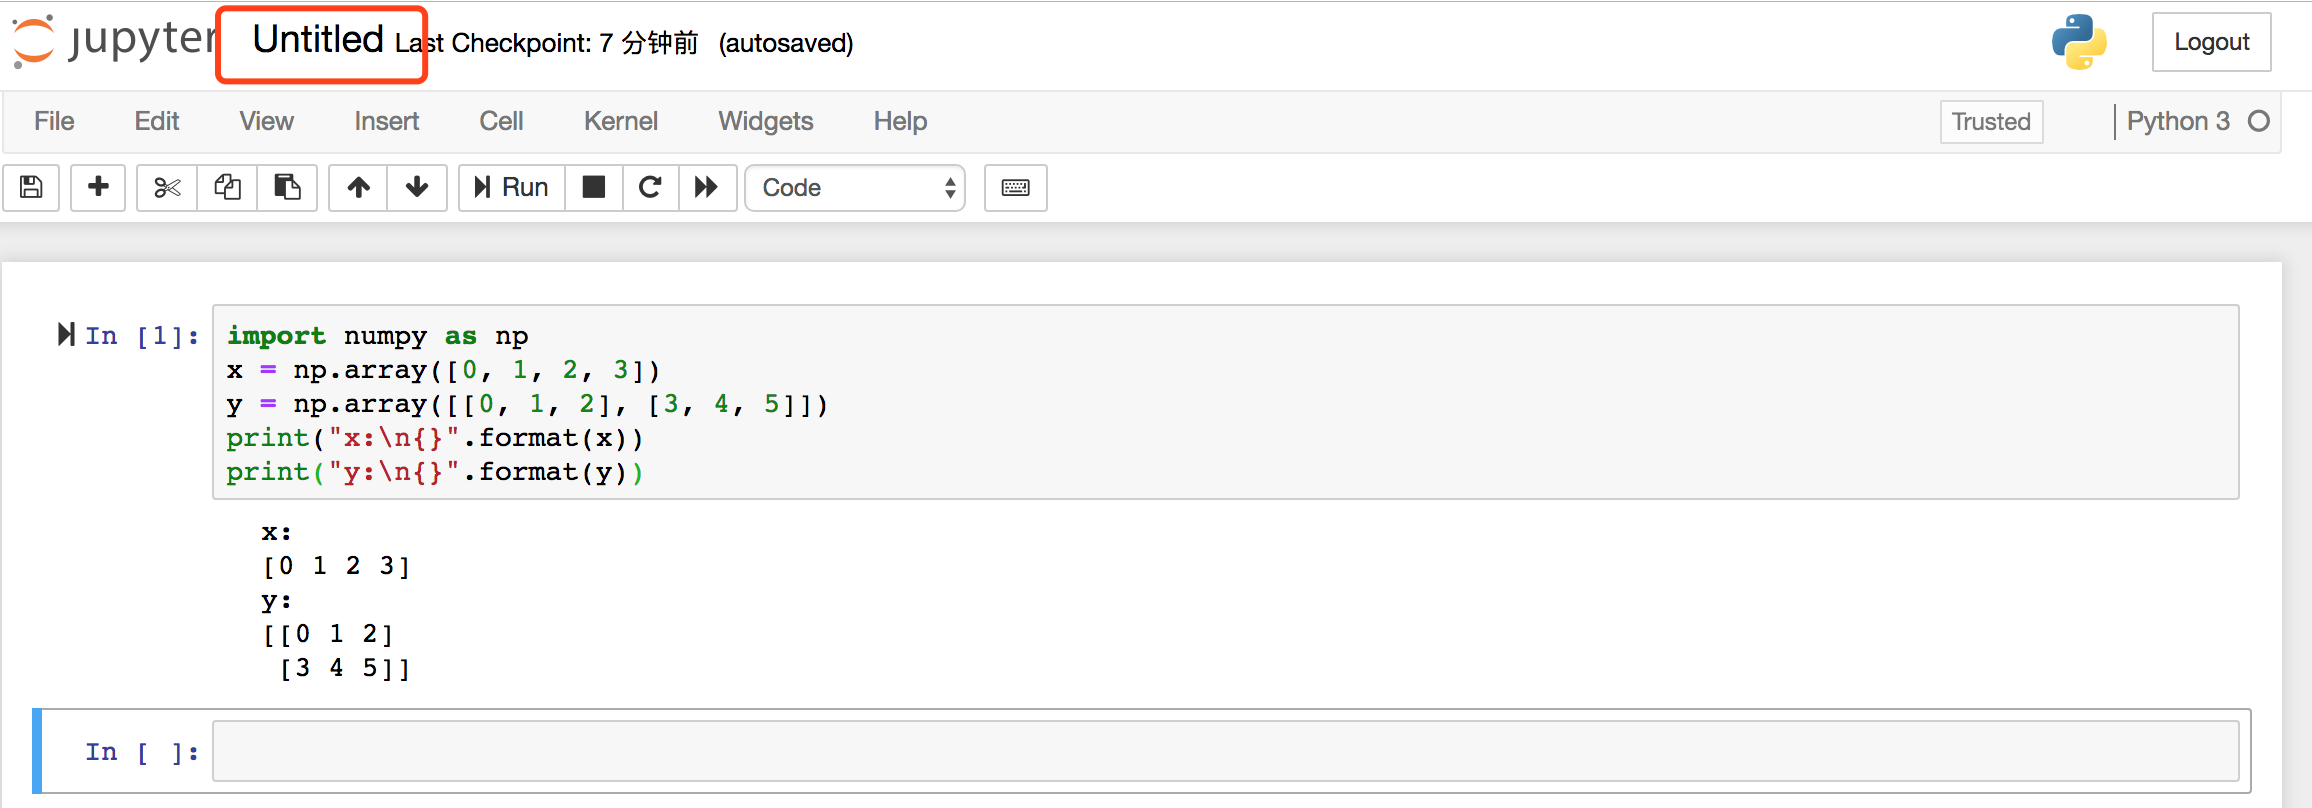 jupyter Untitled Last Checkpoint: 7 分钟前 (autosaved) Logout
File Edit View Insert Cell Kernel Widgets Help Trusted Python 3
Run Code
In [1]: import numpy as np
x = np.array([0, 1, 2, 3])
y = np.array([[0, 1, 2], [3, 4, 5]])
print("x:\n{}".format(x))
print("y:\n{}".format(y))
x:
[0 1 2 3]
y:
[[0 1 2]
 [3 4 5]]
In [ ]: